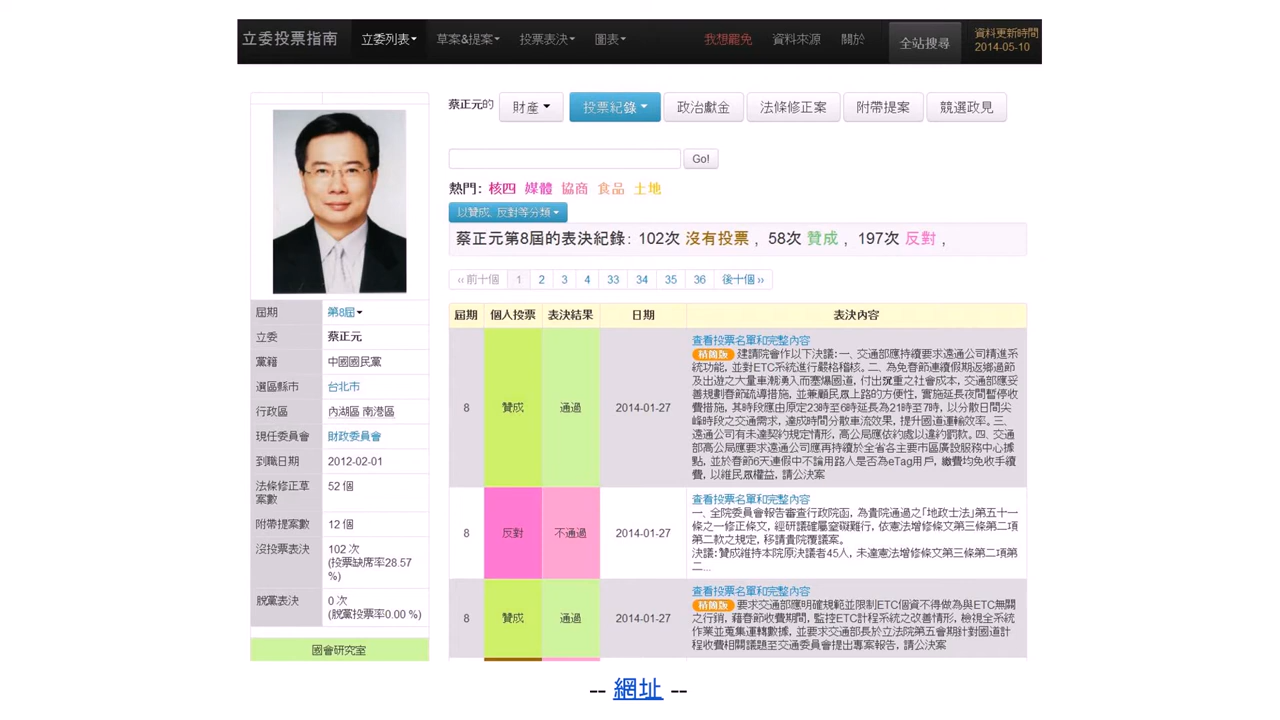 立委投票指南 立委列表 草案&提案 投票表決 圖表 我想罷免 資料來源 關於 全站搜尋 資料更新時間
2014-05-10
蔡正元的 財產 投票紀錄 政治獻金 法條修正案 附帶提案 競選政見
Go!
熱門: 核四 媒體 協商 食品 土地
以贊成, 反對等分類
蔡正元第8屆的表決紀錄: 102次 沒有投票 , 58次 贊成 , 197次 反對 ,
‹‹ 前十個 1 2 3 4 33 34 35 36 後十個 ››
屆期 第8屆
立委 蔡正元
黨籍 中國國民黨
選區縣市 台北市
行政區 內湖區 南港區
現任委員會 財政委員會
到職日期 2012-02-01
法條修正草案數 52 個
附帶提案數 12 個
沒投票表決 102 次
(投票缺席率28.57
%)
脫黨表決 0 次
(脫黨投票率0.00 %)
國會研究室
屆期 個人投票 表決結果 日期 表決內容
8 贊成 通過 2014-01-27
查看投票名單和完整內容
精簡版 建請院會作以下決議:一、交通部應持續要求遠通公司精進系
統功能, 並對ETC系統進行嚴格稽核。二、為免春節連續假期返鄉過節
及出遊之大量車潮湧入而塞爆國道, 付出沉重之社會成本, 交通部應妥
善規劃春節疏導措施, 並兼顧民眾上路的方便性, 實施延長夜間暫停收
費措施, 其時段應由原定23時至6時延長為21時至7時, 以分散日間尖
峰時段之交通需求, 達成時間分散車流效果, 提升國道運輸效率。三、
遠通公司有未達契約規定情形, 高公局應依約處以違約罰款。四、交通
部高公局應要求遠通公司應再持續於全省各主要市區廣設服務中心據
點, 並於春節6天連假中不論用路人是否為eTag用戶, 繳費均免收手續
費, 以維民眾權益, 請公決案
8 反對 不通過 2014-01-27
查看投票名單和完整內容
一、全院委員會報告審查行政院函, 為貴院通過之「地政士法」第五十一
條之一修正條文, 經研議確屬窒礙難行, 依憲法增修條文第三條第二項
第二款之規定, 移請貴院覆議案。
決議:贊成維持本院原決議者45人, 未達憲法增修條文第三條第二項第
二...
8 贊成 通過 2014-01-27
查看投票名單和完整內容
精簡版 要求交通部應明確規範並限制ETC個資不得做為與ETC無關
之行銷, 藉春節收費期間, 監控ETC計程系統之改善情形, 檢視全系統
作業並蒐集運轉數據, 並要求交通部長於立法院第五會期針對國道計
程收費相關議題至交通委員會提出專案報告, 請公決案
-- 網址 --